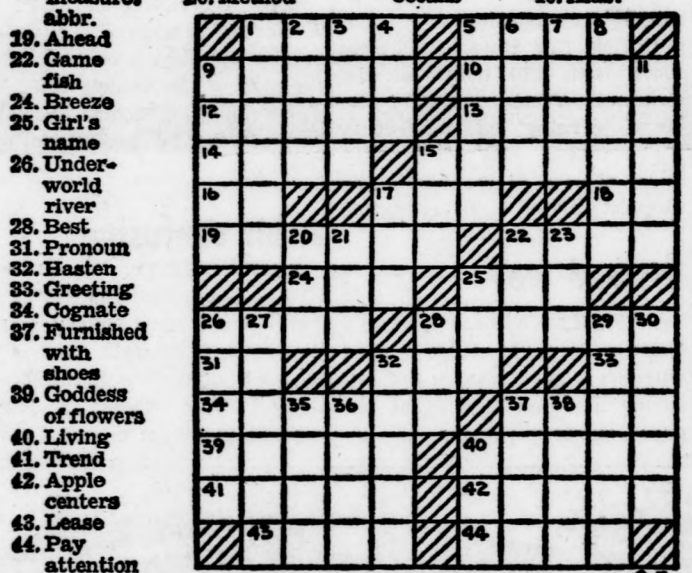 measure:
abbr.
19. Ahead
22. Game
fish
24. Breeze
25. Girl's
name
26. Under-
world
river
28. Best
31. Pronoun
32. Hasten
33. Greeting
34. Cognate
37. Furnished
with
shoes
39. Goddess
of flowers
40. Living
41. Trend
42. Apple
centers
43. Lease
44. Pay
attention
1 2 3 4 5 6 7 8
9 10 11
12 13
14 15
16 17 18
19 20 21 22 23
24 25
26 27 28 29 30
31 32 33
34 35 36 37 38
39 40
41 42
43 44